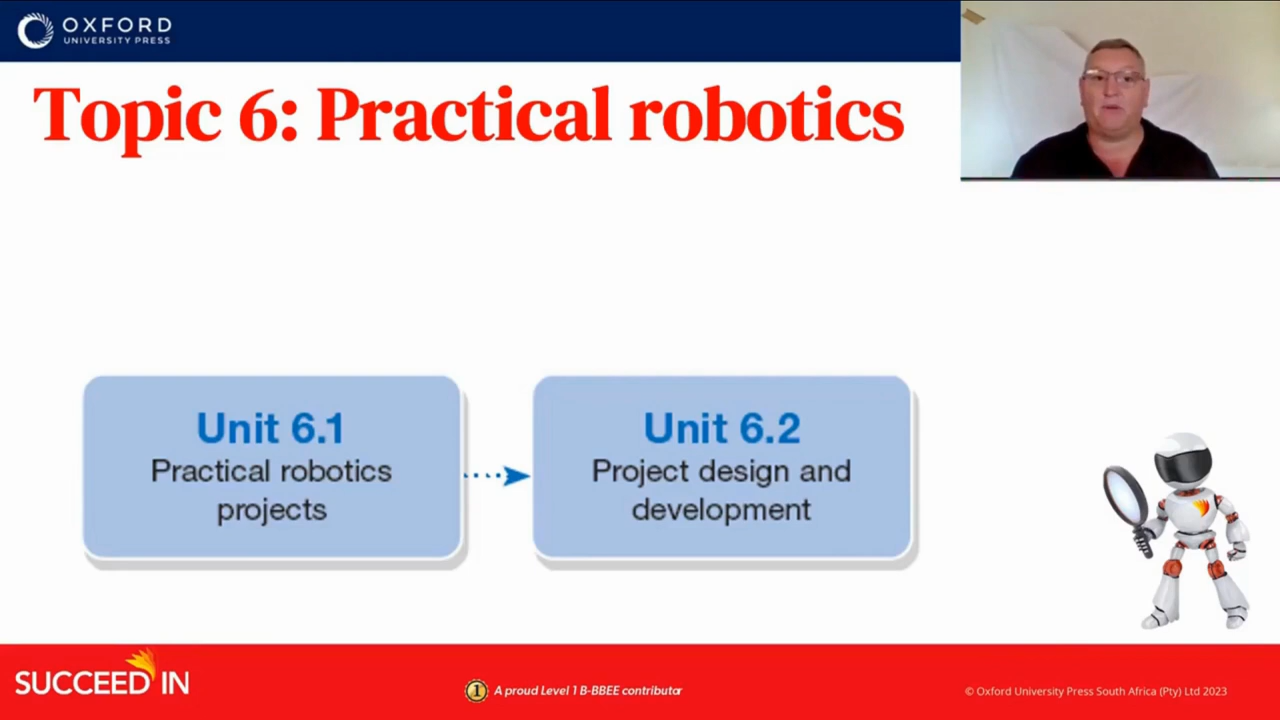 OXFORD
UNIVERSITY PRESS
Topic 6: Practical robotics
Unit 6.1
Practical robotics
projects
Unit 6.2
Project design and
development
SUCCEED IN
1
A proud Level 1 B-BBEE contributor
© Oxford University Press South Africa (Pty) Ltd 2023